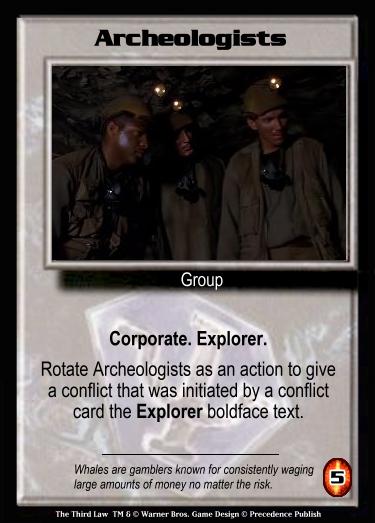 Archeologists
Group
Corporate. Explorer.
Rotate Archeologists as an action to give
a conflict that was initiated by a conflict
card the Explorer boldface text.
Whales are gamblers known for consistently waging
large amounts of money no matter the risk.
5
The Third Law TM & © Warner Bros. Game Design © Precedence Publish